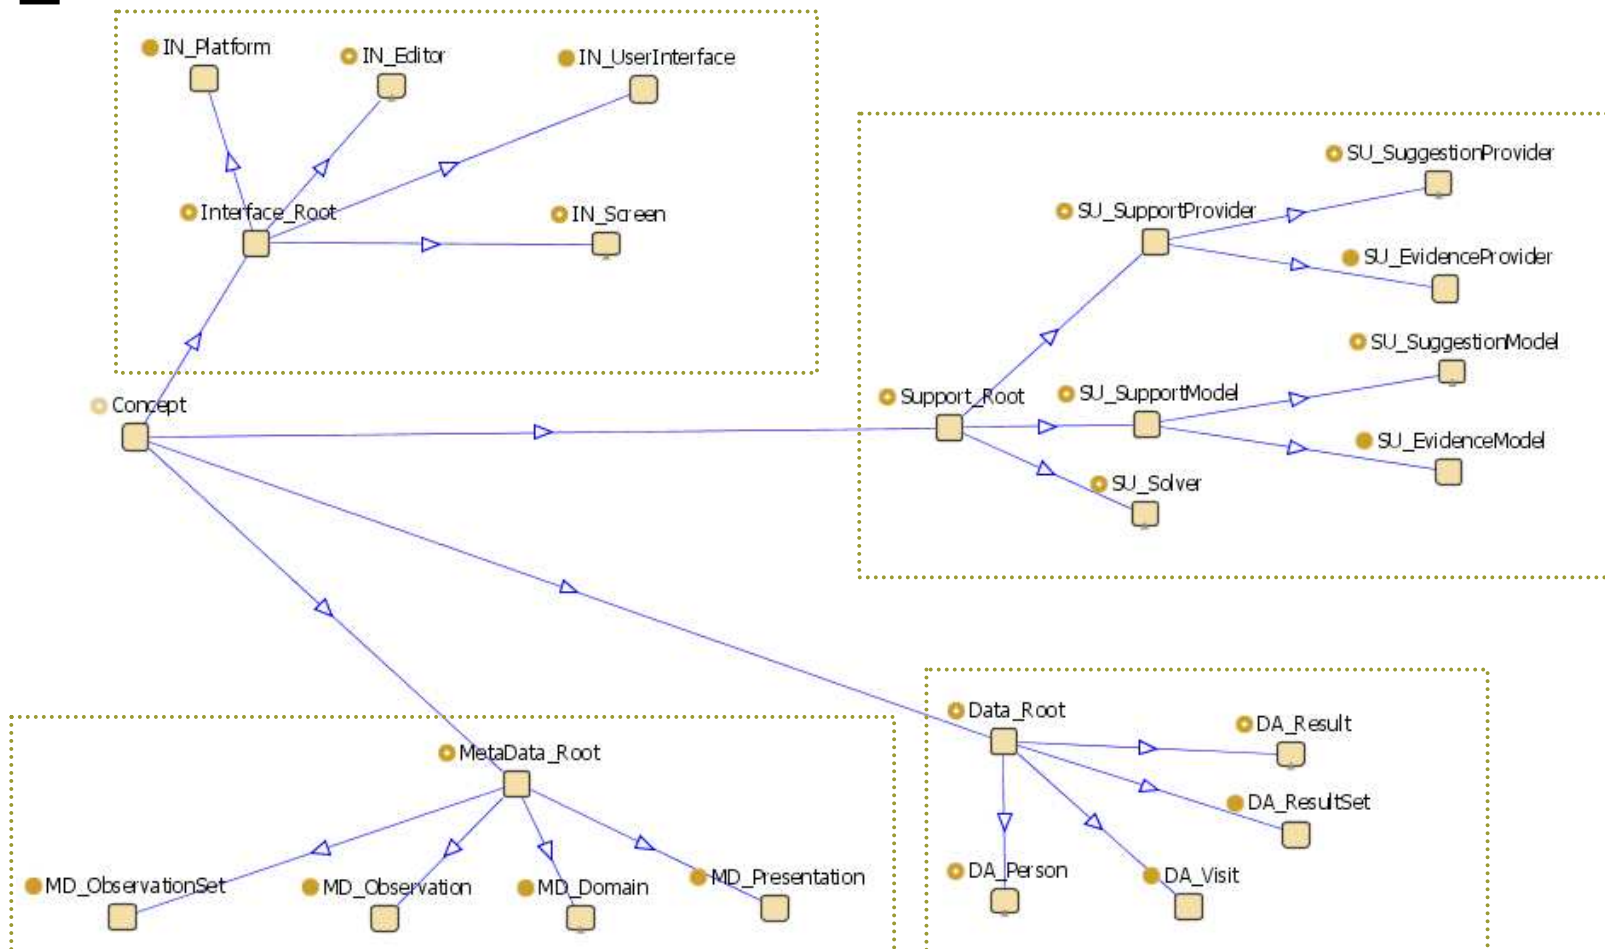 IN_Platform
IN_Editor
IN_UserInterface
Interface_Root
IN_Screen
SU_SuggestionProvider
SU_SupportProvider
SU_EvidenceProvider
SU_SuggestionModel
Concept
Support_Root
SU_SupportModel
SU_EvidenceModel
SU_Solver
MetaData_Root
MD_ObservationSet
MD_Observation
MD_Domain
MD_Presentation
Data_Root
DA_Result
DA_ResultSet
DA_Person
DA_Visit